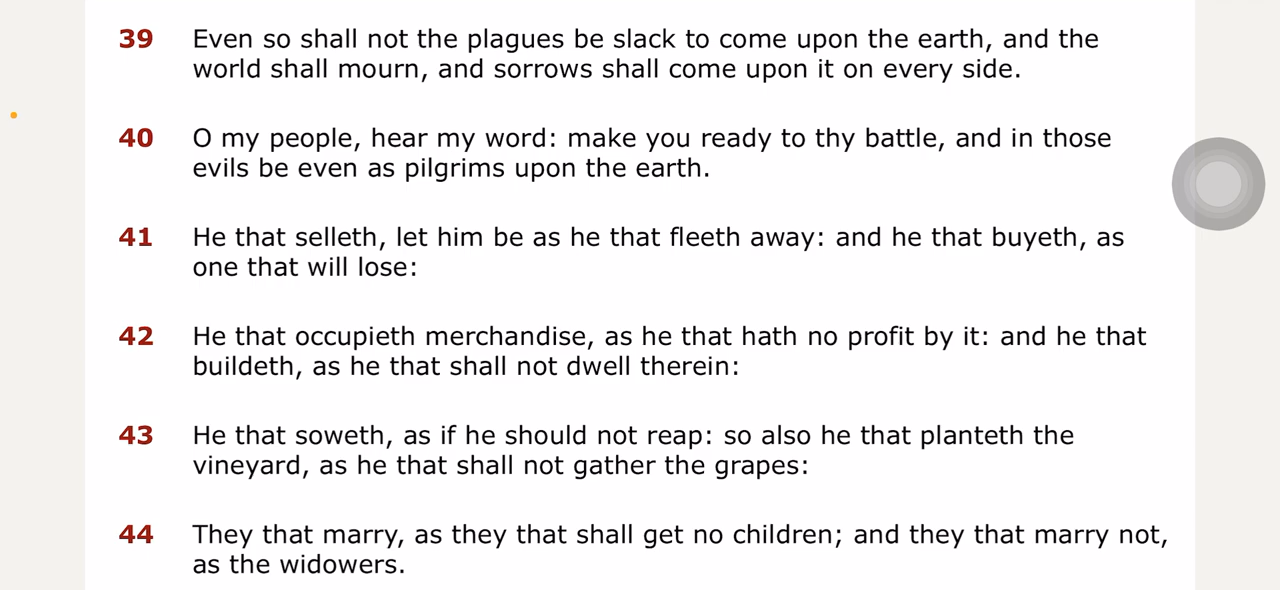 39 Even so shall not the plagues be slack to come upon the earth, and the
world shall mourn, and sorrows shall come upon it on every side.
40 O my people, hear my word: make you ready to thy battle, and in those
evils be even as pilgrims upon the earth.
41 He that selleth, let him be as he that fleeth away: and he that buyeth, as
one that will lose:
42 He that occupieth merchandise, as he that hath no profit by it: and he that
buildeth, as he that shall not dwell therein:
43 He that soweth, as if he should not reap: so also he that planteth the
vineyard, as he that shall not gather the grapes:
44 They that marry, as they that shall get no children; and they that marry not,
as the widowers.